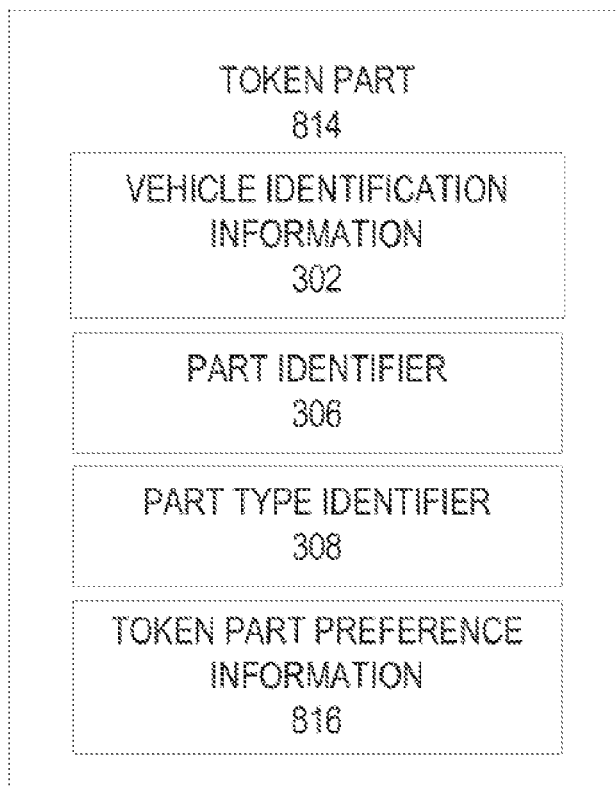 TOKEN PART
814
VEHICLE IDENTIFICATION
INFORMATION
302
PART IDENTIFIER
306
PART TYPE IDENTIFIER
308
TOKEN PART PREFERENCE
INFORMATION
816